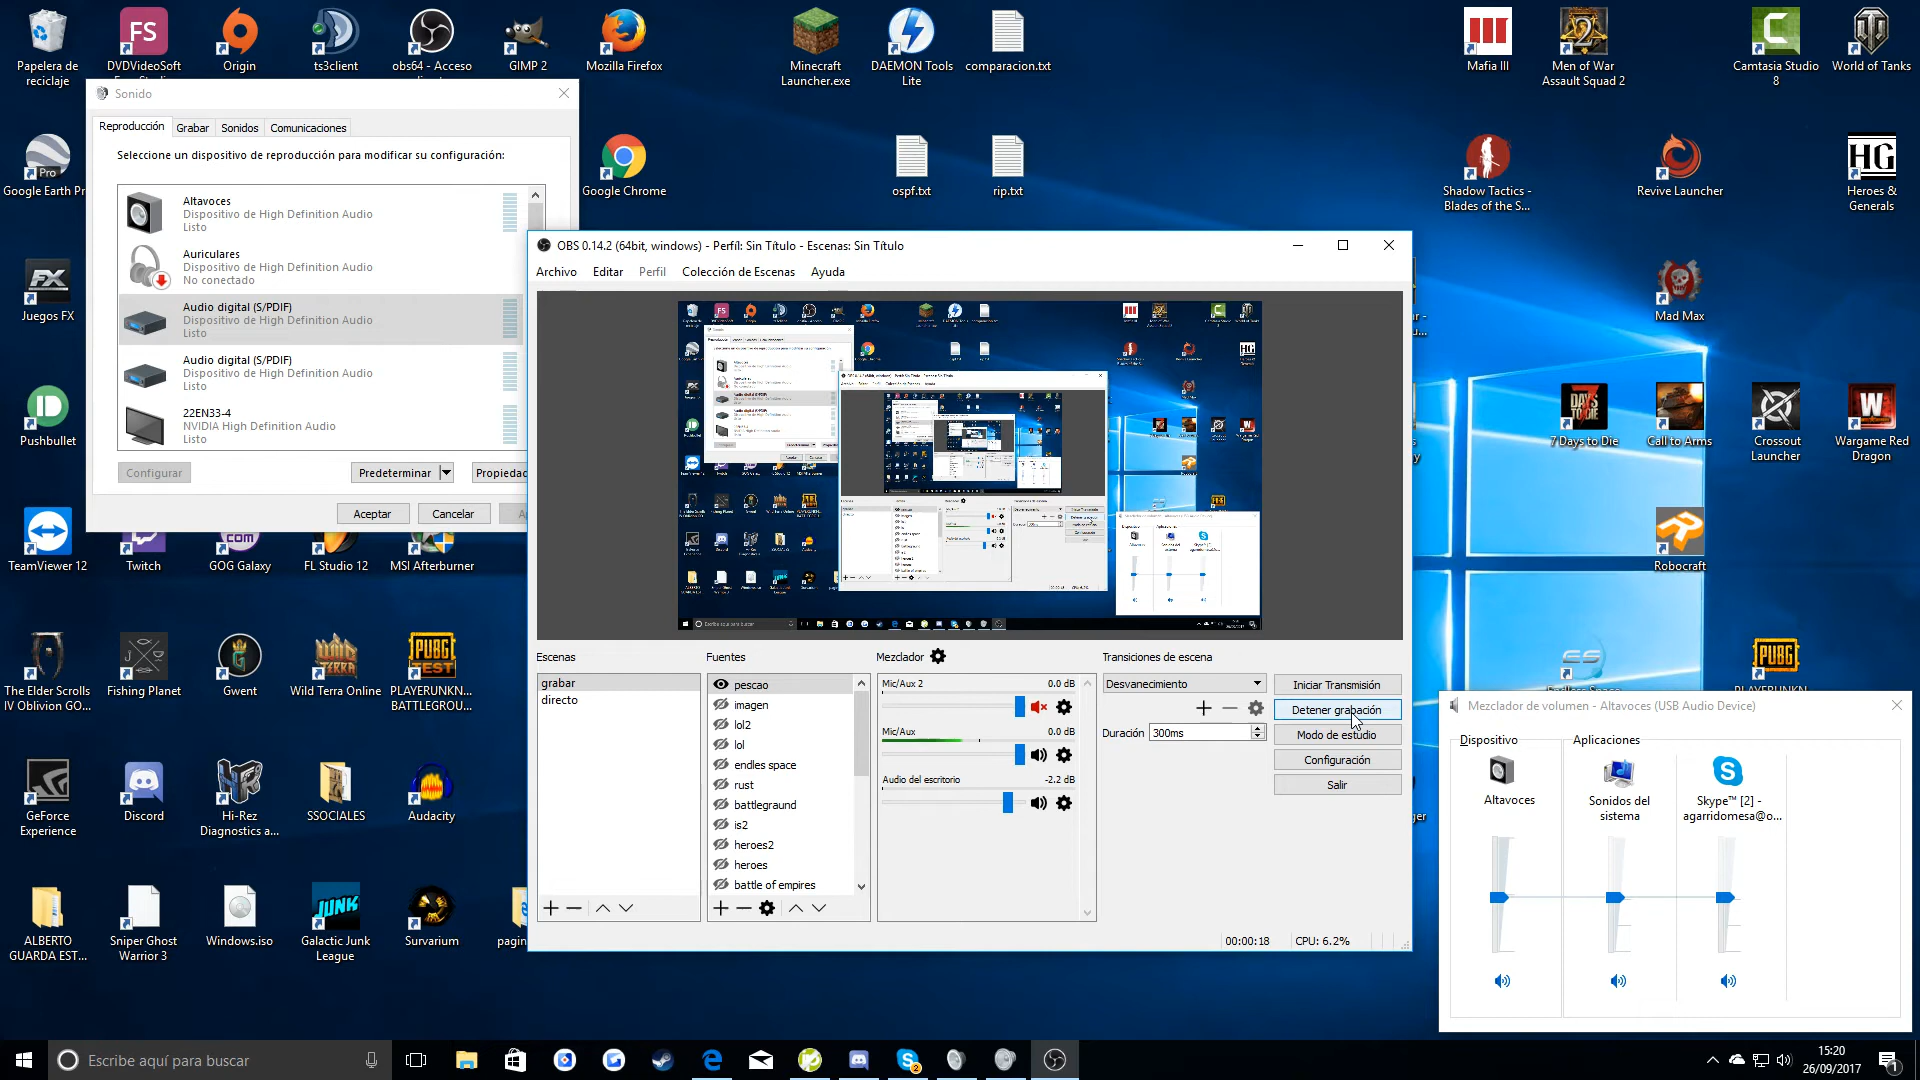 Papelera de
reciclaje
DVDVideoSoft
Origin
ts3client
obs64 - Acceso
GIMP 2
Mozilla Firefox
Minecraft
Launcher.exe
DAEMON Tools
Lite
comparacion.txt
Mafia III
Men of War
Assault Squad 2
Camtasia Studio
8
World of Tanks
Sonido
Reproducción
Grabar
Sonidos
Comunicaciones
Seleccione un dispositivo de reproducción para modificar su configuración:
Altavoces
Dispositivo de High Definition Audio
Listo
Auriculares
Dispositivo de High Definition Audio
No conectado
Audio digital (S/PDIF)
Dispositivo de High Definition Audio
Listo
Audio digital (S/PDIF)
Dispositivo de High Definition Audio
Listo
22EN33-4
NVIDIA High Definition Audio
Listo
Configurar
Predeterminar
Propiedad
Aceptar
Cancelar
Google Earth Pr
Google Chrome
ospf.txt
rip.txt
Shadow Tactics -
Blades of the S...
Revive Launcher
Heroes &
Generals
Juegos FX
Mad Max
Pushbullet
7 Days to Die
Call to Arms
Crossout
Launcher
Wargame Red
Dragon
TeamViewer 12
Twitch
GOG Galaxy
FL Studio 12
MSI Afterburner
Robocraft
The Elder Scrolls
IV Oblivion GO...
Fishing Planet
Gwent
Wild Terra Online
PLAYERUNKN...
BATTLEGROU...
GeForce
Experience
Discord
Hi-Rez
Diagnostics a...
SSOCIALES
Audacity
ALBERTO
GUARDA EST...
Sniper Ghost
Warrior 3
Windows.iso
Galactic Junk
League
Survarium
pagin
OBS 0.14.2 (64bit, windows) - Perfil: Sin Título - Escenas: Sin Título
Archivo
Editar
Perfil
Colección de Escenas
Ayuda
Escenas
grabar
directo
Fuentes
pescao
imagen
lol2
lol
endles space
rust
battlegraund
is2
heroes2
heroes
battle of empires
Mezclador
Mic/Aux 2
0.0 dB
Mic/Aux
0.0 dB
Audio del escritorio
-2.2 dB
Transiciones de escena
Desvanecimiento
Duración
300ms
Iniciar Transmisión
Detener grabación
Modo de estudio
Configuración
Salir
00:00:18
CPU: 6.2%
Mezclador de volumen - Altavoces (USB Audio Device)
Dispositivo
Aplicaciones
Altavoces
Sonidos del
sistema
Skype™ [2] -
agarridomesa@o...
Escribe aquí para buscar
15:20
26/09/2017